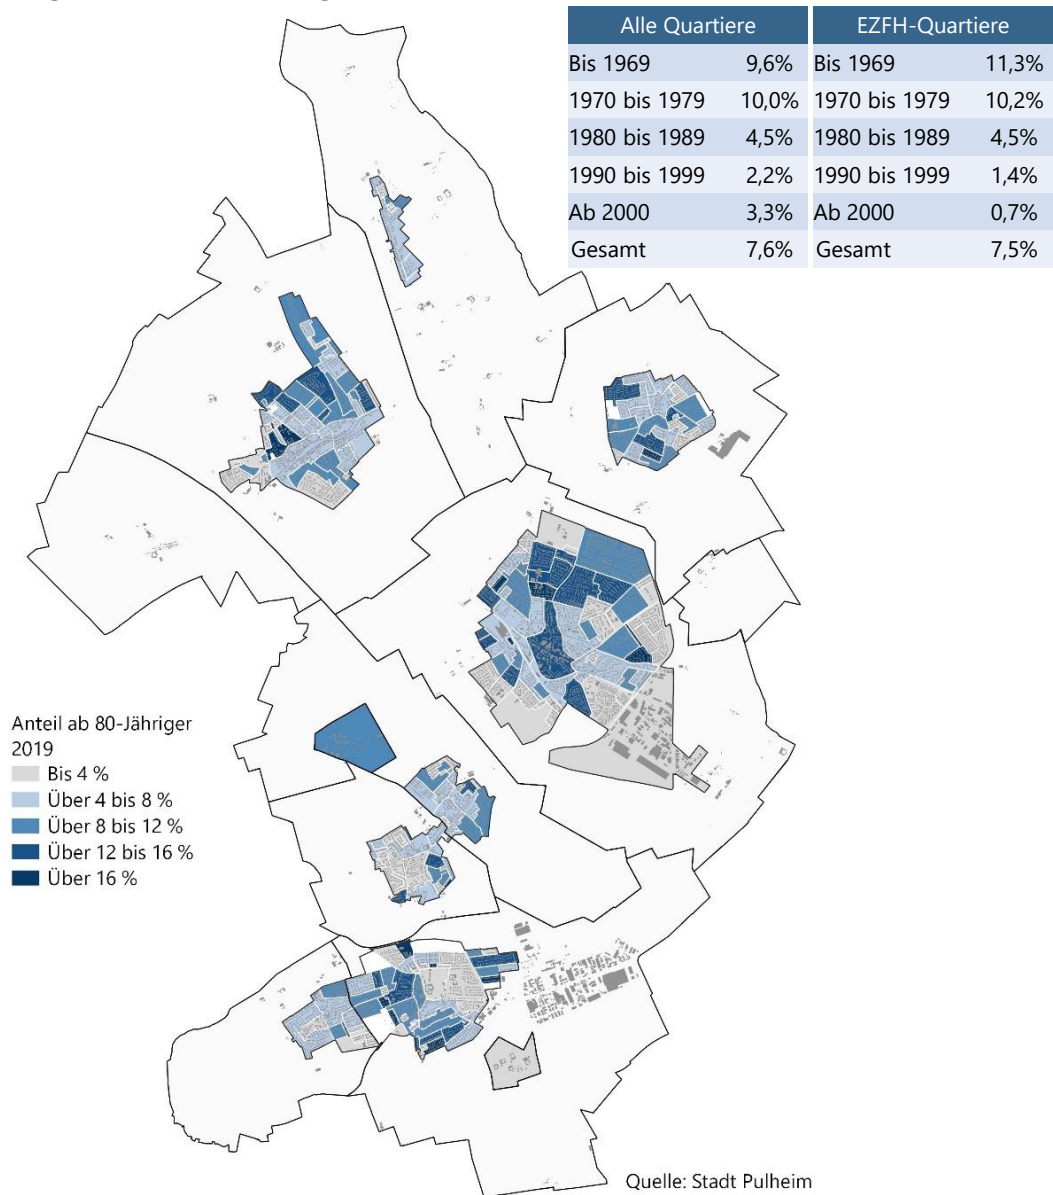 Alle Quartiere EZFH-Quartiere
Bis 1969 9,6% Bis 1969 11,3%
1970 bis 1979 10,0% 1970 bis 1979 10,2%
1980 bis 1989 4,5% 1980 bis 1989 4,5%
1990 bis 1999 2,2% 1990 bis 1999 1,4%
Ab 2000 3,3% Ab 2000 0,7%
Gesamt 7,6% Gesamt 7,5%
Anteil ab 80-Jähriger
2019
Bis 4 %
Über 4 bis 8 %
Über 8 bis 12 %
Über 12 bis 16 %
Über 16 %
Quelle: Stadt Pulheim